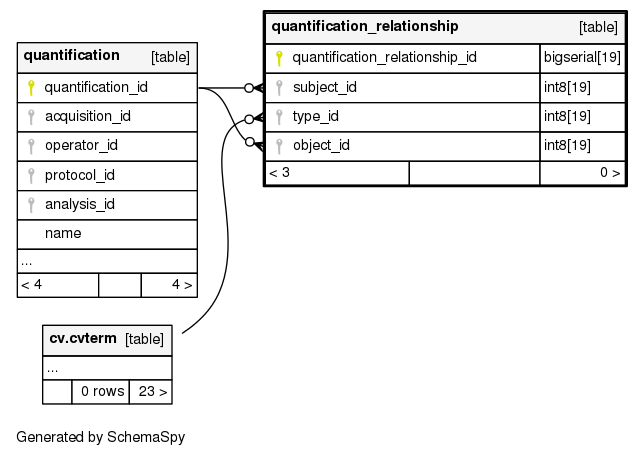 quantification [table]
quantification_id
acquisition_id
operator_id
protocol_id
analysis_id
name
...
< 4 4 >
quantification_relationship [table]
quantification_relationship_id bigserial[19]
subject_id int8[19]
type_id int8[19]
object_id int8[19]
< 3 0 >
cv.cvterm [table]
...
0 rows 23 >
Generated by SchemaSpy